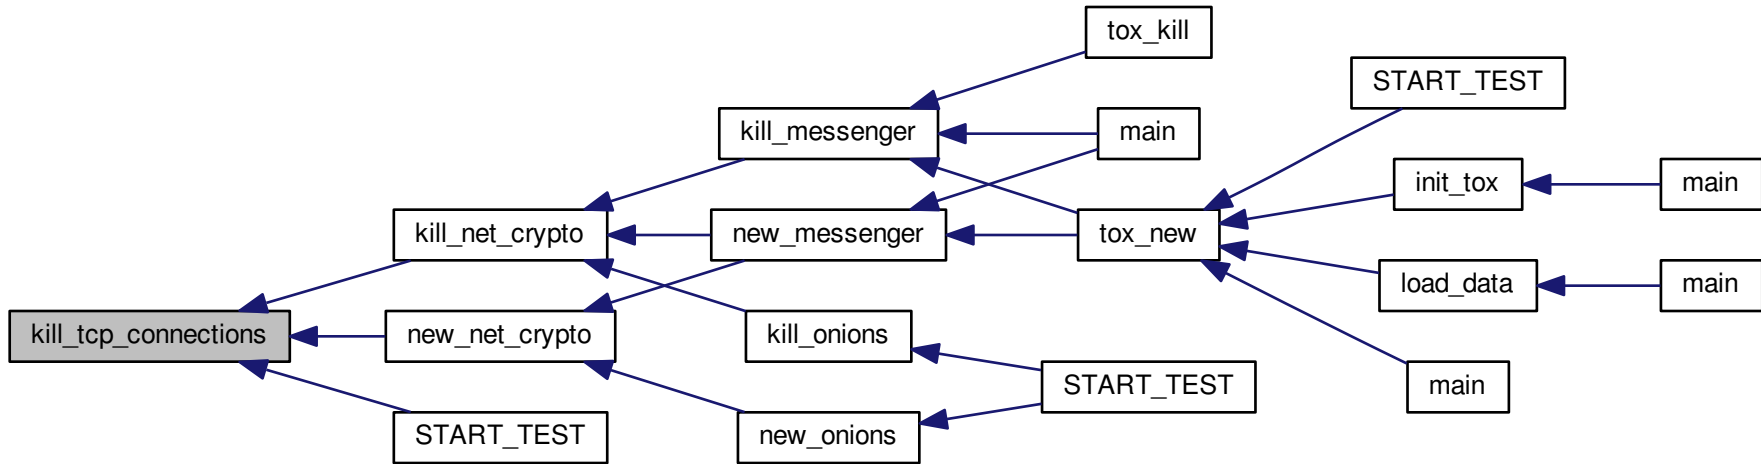 tox_kill
START_TEST
kill_messenger
main
init_tox
main
kill_net_crypto
new_messenger
tox_new
load_data
main
kill_tcp_connections
new_net_crypto
kill_onions
START_TEST
main
START_TEST
new_onions